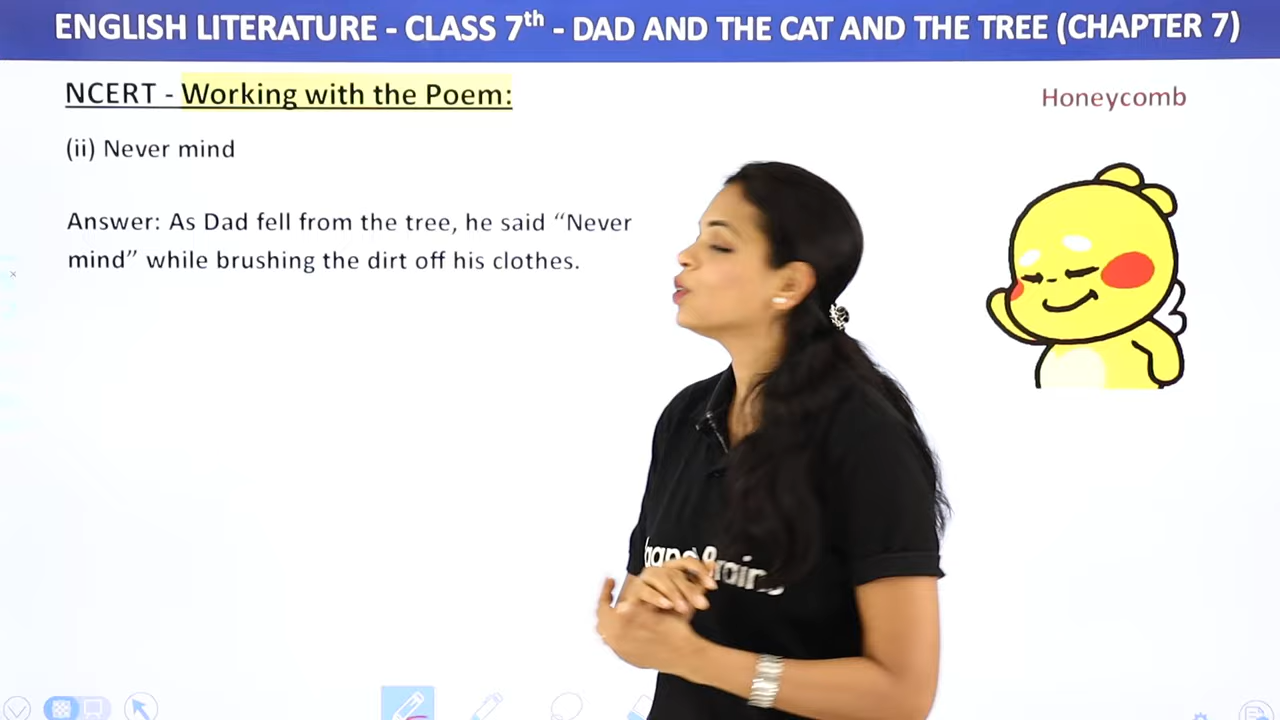 ENGLISH LITERATURE - CLASS 7th - DAD AND THE CAT AND THE TREE (CHAPTER 7)
NCERT - Working with the Poem:
Honeycomb
(ii) Never mind
Answer: As Dad fell from the tree, he said “Never
mind” while brushing the dirt off his clothes.